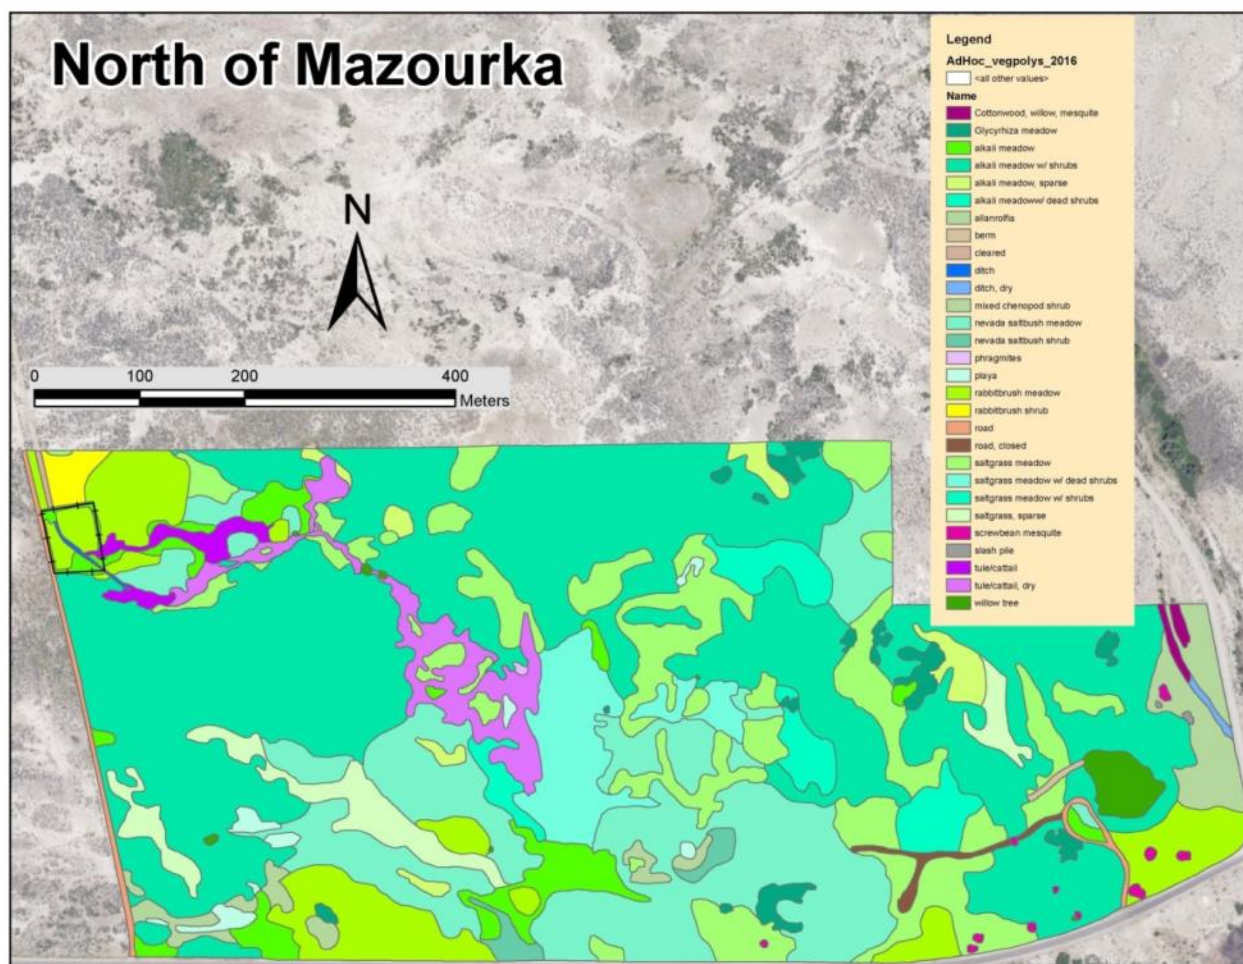 North of Mazourka
N
0 100 200 400
Meters
Legend
AdHoc_vegpolys_2016
<all other values>
Name
Cottonwood, willow, mesquite
Glycyrhiza meadow
alkali meadow
alkali meadow w/ shrubs
alkali meadow, sparse
alkali meadoww/ dead shrubs
allanrolfia
berm
cleared
ditch
ditch, dry
mixed chenopod shrub
nevada saltbush meadow
nevada saltbush shrub
phragmites
playa
rabbitbrush meadow
rabbitbrush shrub
road
road, closed
saltgrass meadow
saltgrass meadow w/ dead shrubs
saltgrass meadow w/ shrubs
saltgrass, sparse
screwbean mesquite
slash pile
tule/cattail
tule/cattail, dry
willow tree